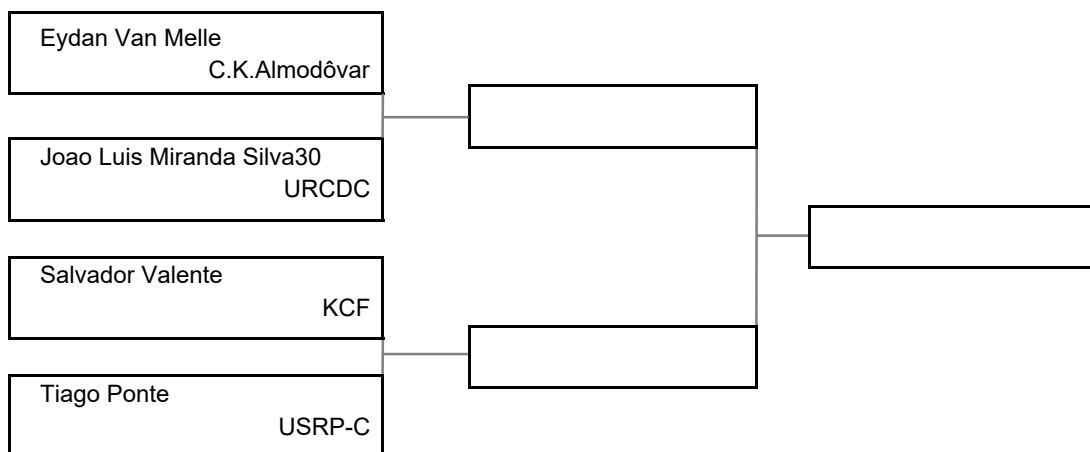 Eydan Van Melle
C.K.Almodôvar
Joao Luis Miranda Silva30
URCDC
Salvador Valente
KCF
Tiago Ponte
USRP-C